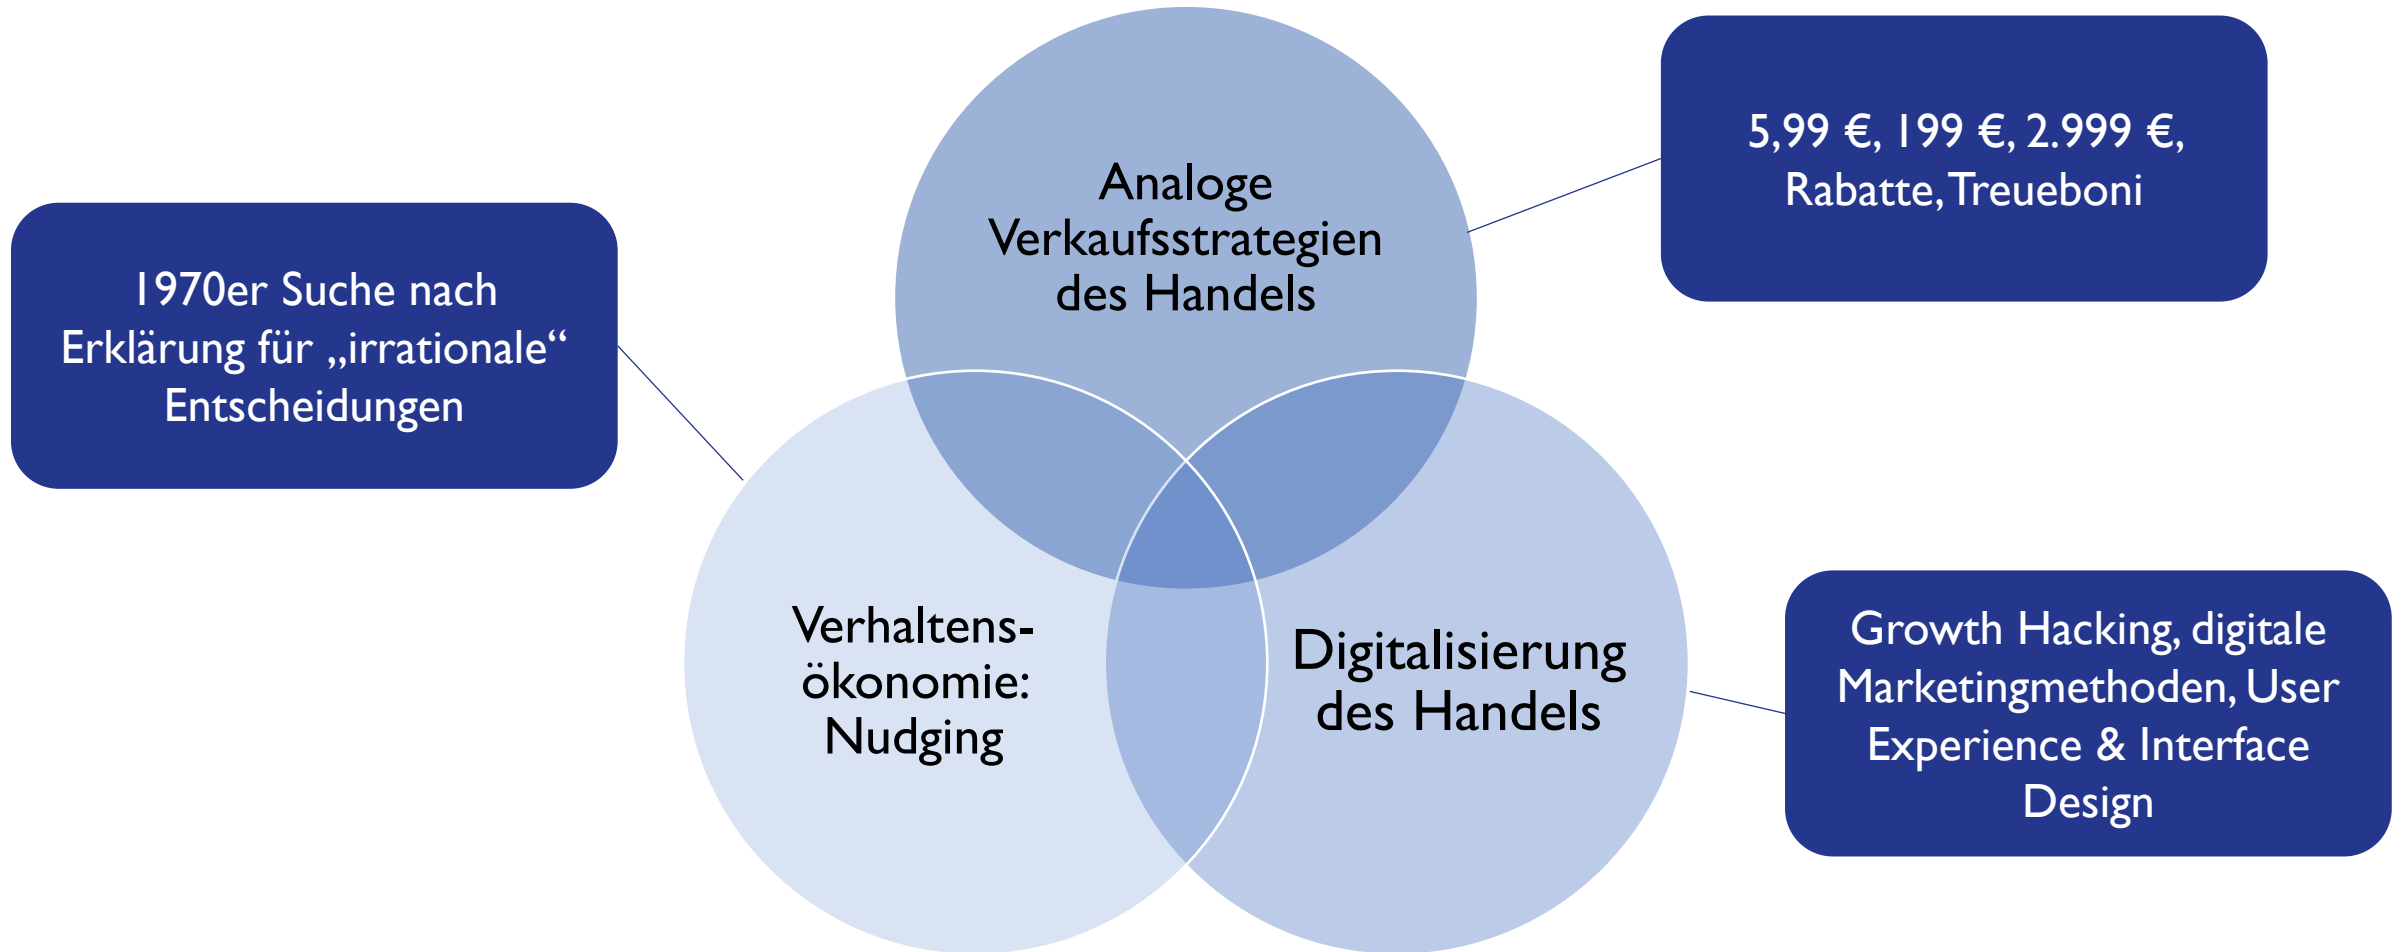 Analoge
Verkaufsstrategien
des Handels
5,99 €, 199 €, 2.999 €,
Rabatte, Treueboni
1970er Suche nach
Erklärung für „irrationale“
Entscheidungen
Verhaltens-
ökonomie:
Nudging
Digitalisierung
des Handels
Growth Hacking, digitale
Marketingmethoden, User
Experience & Interface
Design